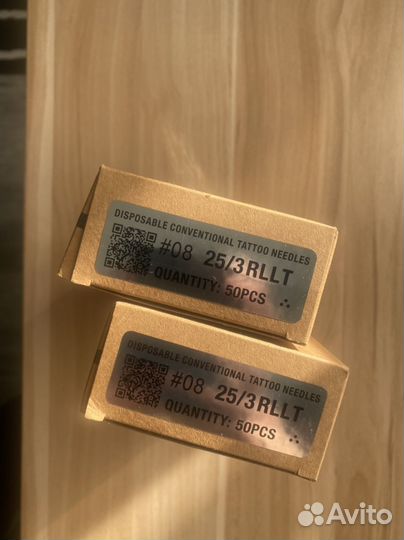 DISPOSABLE CONVENTIONAL TATTOO NEEDLES
#08 25/3RLLT
QUANTITY: 50PCS
DISPOSABLE CONVENTIONAL TATTOO NEEDLES
#08 25/3RLLT
QUANTITY: 50PCS
Avito